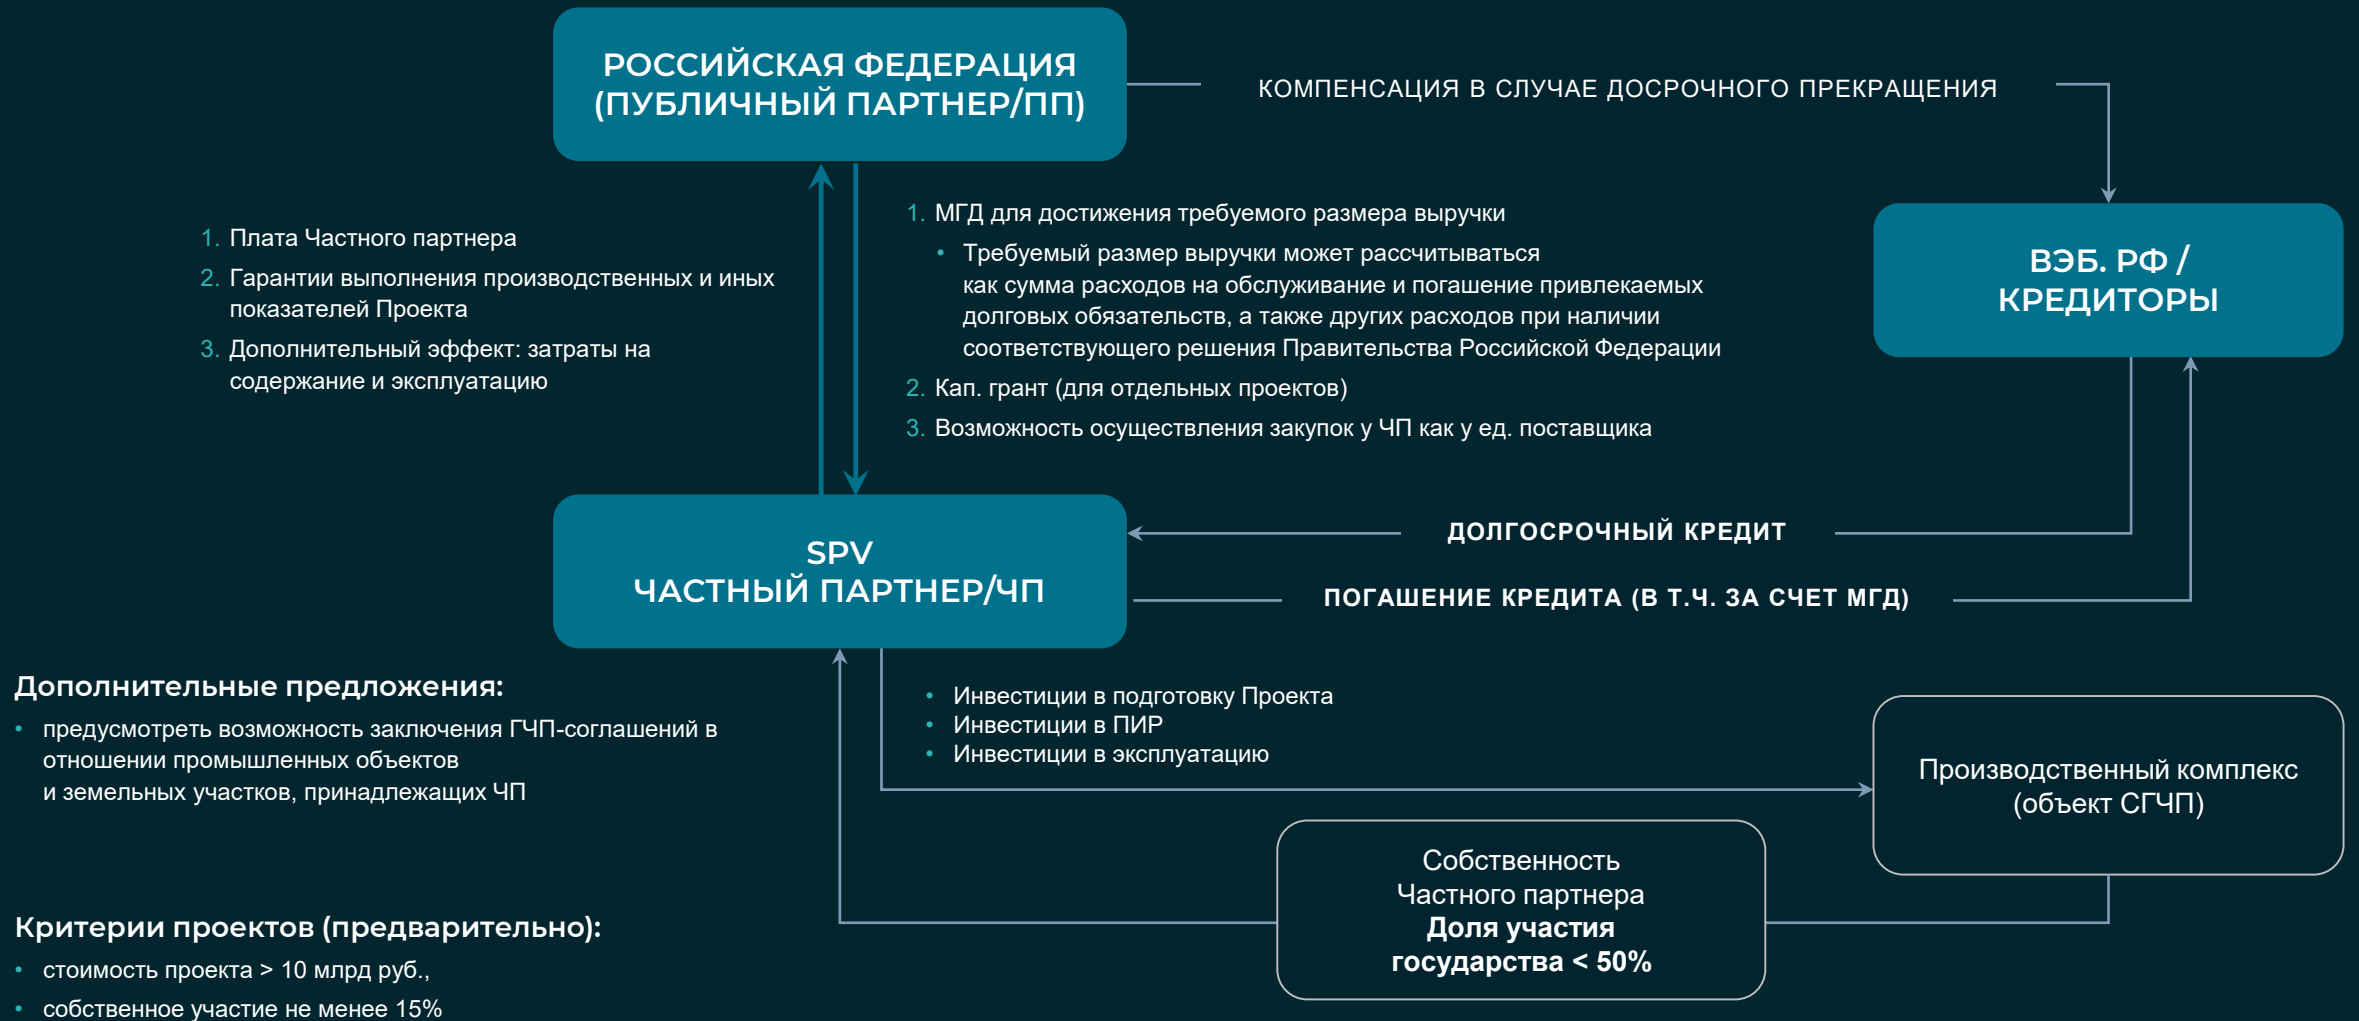 РОССИЙСКАЯ ФЕДЕРАЦИЯ
(ПУБЛИЧНЫЙ ПАРТНЕР/ПП)
КОМПЕНСАЦИЯ В СЛУЧАЕ ДОСРОЧНОГО ПРЕКРАЩЕНИЯ
1. Плата Частного партнера
2. Гарантии выполнения производственных и иных
показателей Проекта
3. Дополнительный эффект: затраты на
содержание и эксплуатацию
1. МГД для достижения требуемого размера выручки
• Требуемый размер выручки может рассчитываться
как сумма расходов на обслуживание и погашение привлекаемых
долговых обязательств, а также других расходов при наличии
соответствующего решения Правительства Российской Федерации
2. Кап. грант (для отдельных проектов)
3. Возможность осуществления закупок у ЧП как у ед. поставщика
ВЭБ. РФ /
КРЕДИТОРЫ
SPV
ЧАСТНЫЙ ПАРТНЕР/ЧП
ДОЛГОСРОЧНЫЙ КРЕДИТ
ПОГАШЕНИЕ КРЕДИТА (В Т.Ч. ЗА СЧЕТ МГД)
Дополнительные предложения:
• предусмотреть возможность заключения ГЧП-соглашений в
отношении промышленных объектов
и земельных участков, принадлежащих ЧП
• Инвестиции в подготовку Проекта
• Инвестиции в ПИР
• Инвестиции в эксплуатацию
Производственный комплекс
(объект СГЧП)
Собственность
Частного партнера
Доля участия
государства < 50%
Критерии проектов (предварительно):
• стоимость проекта > 10 млрд руб.,
• собственное участие не менее 15%